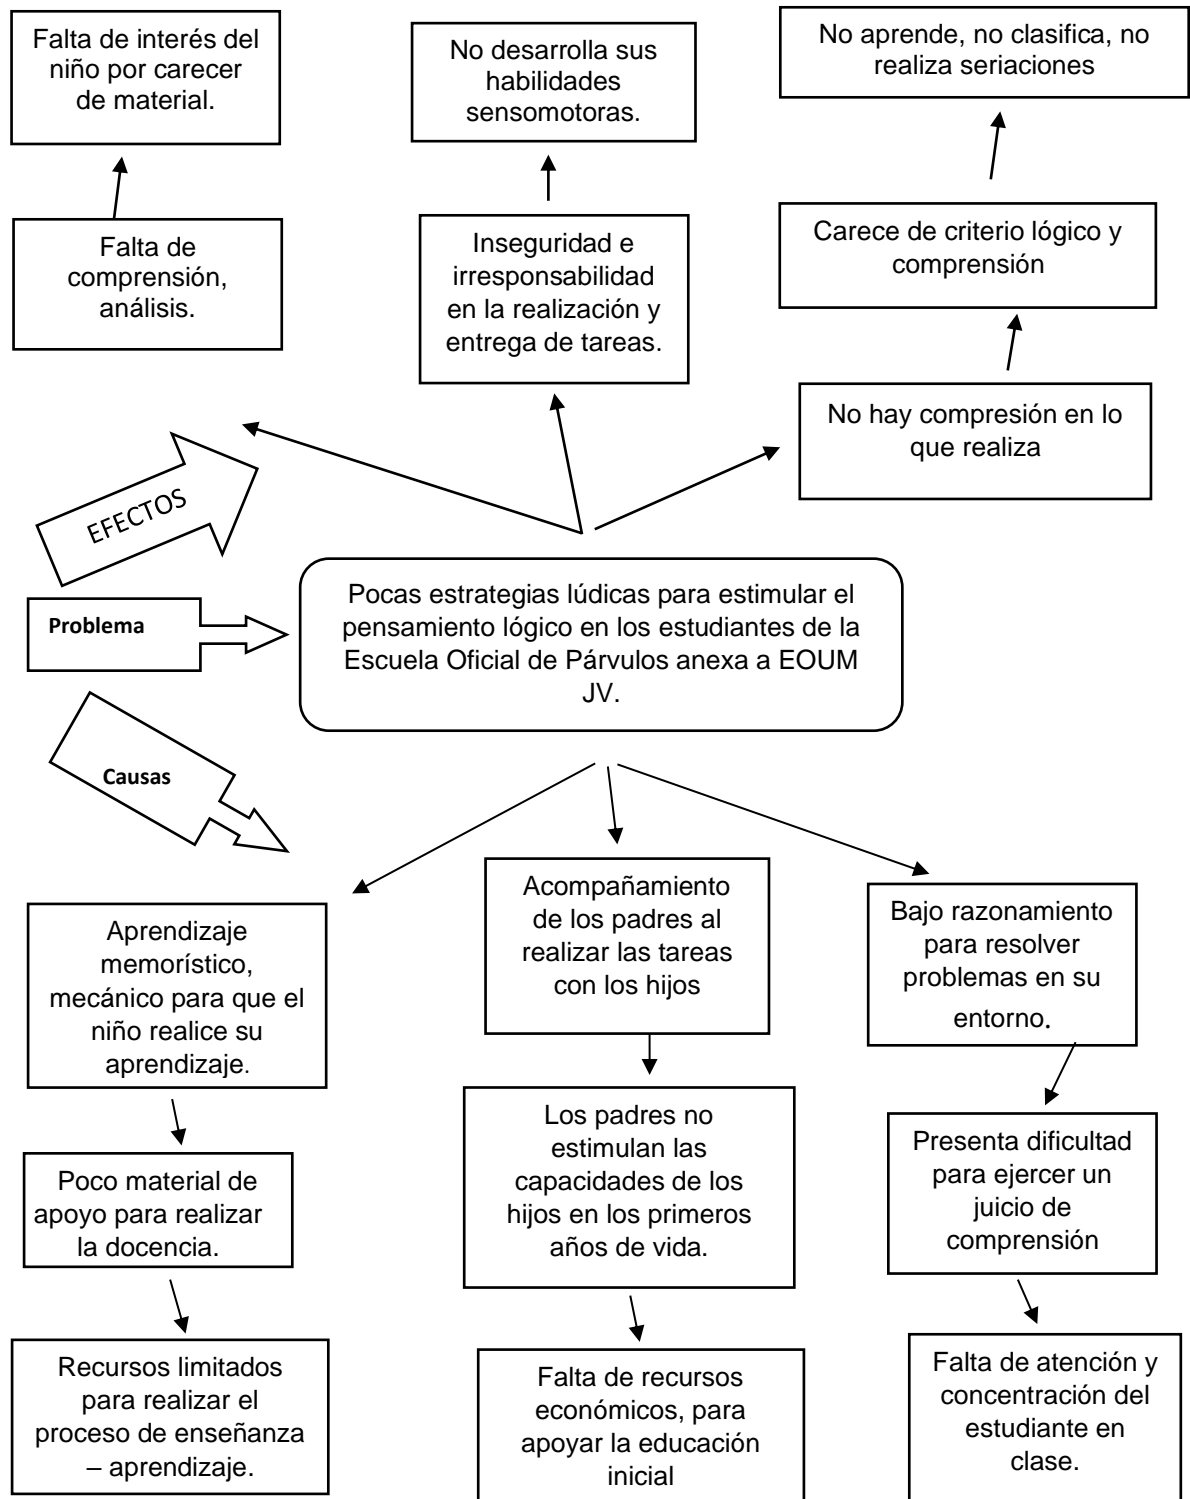 Falta de interés del
niño por carecer
de material.
No desarrolla sus
habilidades
sensomotoras.
No aprende, no clasifica, no
realiza seriaciones
Falta de
comprensión,
análisis.
Inseguridad e
irresponsabilidad
en la realización y
entrega de tareas.
Carece de criterio lógico y
comprensión
No hay compresión en lo
que realiza
EFECTOS
Problema
Pocas estrategias lúdicas para estimular el
pensamiento lógico en los estudiantes de la
Escuela Oficial de Párvulos anexa a EOUM
JV.
Causas
Aprendizaje
memorístico,
mecánico para que el
niño realice su
aprendizaje.
Acompañamiento
de los padres al
realizar las tareas
con los hijos
Bajo razonamiento
para resolver
problemas en su
entorno.
Poco material de
apoyo para realizar
la docencia.
Los padres no
estimulan las
capacidades de los
hijos en los primeros
años de vida.
Presenta dificultad
para ejercer un
juicio de
comprensión
Recursos limitados
para realizar el
proceso de enseñanza
– aprendizaje.
Falta de recursos
económicos, para
apoyar la educación
inicial
Falta de atención y
concentración del
estudiante en
clase.